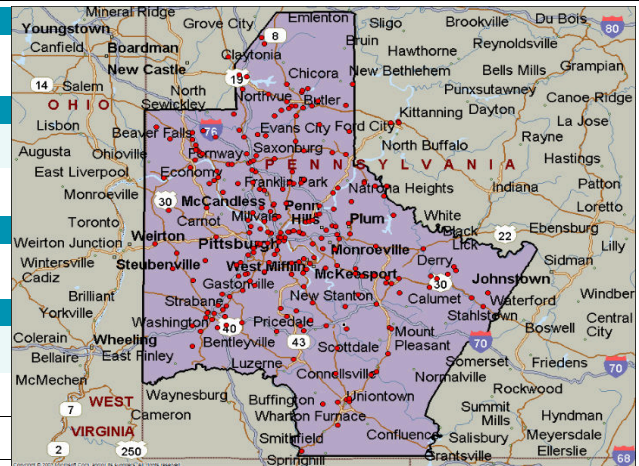 Mineral Ridge
Emlenton
Sligo
Brookville
Du Bois
Youngstown
Grove City
8
80
Canfield
Boardman
Bruin
Hawthorne
Reynoldsville
Claytonia
New Castle
19
Chicora
New Bethlehem
Bells Mills
Grampian
14
Salem
North
Sewickley
Northvue
Butler
Punxsutawney
Canoe Ridge
OHIO
Kittanning
Dayton
Lisbon
Beaver Falls
76
Evans City
Ford City
La Jose
Rayne
Augusta
Ohioville
Fernway
Saxonburg
North Buffalo
Hastings
East Liverpool
Economy
PENNSYLVANIA
Monroeville
Franklin Park
Natrona Heights
Indiana
Patton
30
McCandless
Penn
Hills
Loretto
Toronto
Carnot
Millvale
Plum
White
Ebensburg
Weirton Junction
Weirton
Pittsburgh
Monroeville
Black
Lick
22
Lilly
Wintersville
Steubenville
West Mifflin
McKeesport
Derry
Sidman
Cadiz
Gastonville
30
Johnstown
Brilliant
Strabane
New Stanton
Calumet
Waterford
Windber
Yorkville
Washington
40
Pricedale
Stahlstown
Central
City
Colerain
Wheeling
Bentleyville
43
Mount
Pleasant
Boswell
Bellaire
East Finley
Scottdale
70
Luzerne
Somerset
Friedens
70
McMechen
Connellsville
Normalville
7
WEST
VIRGINIA
Waynesburg
Buffington
Uniontown
Rockwood
Cameron
Wharton Furnace
Summit
Mills
Hyndman
Smithfield
Confluence
Salisbury
Meyersdale
2
250
Springhill
Grantsville
Ellerslie
68